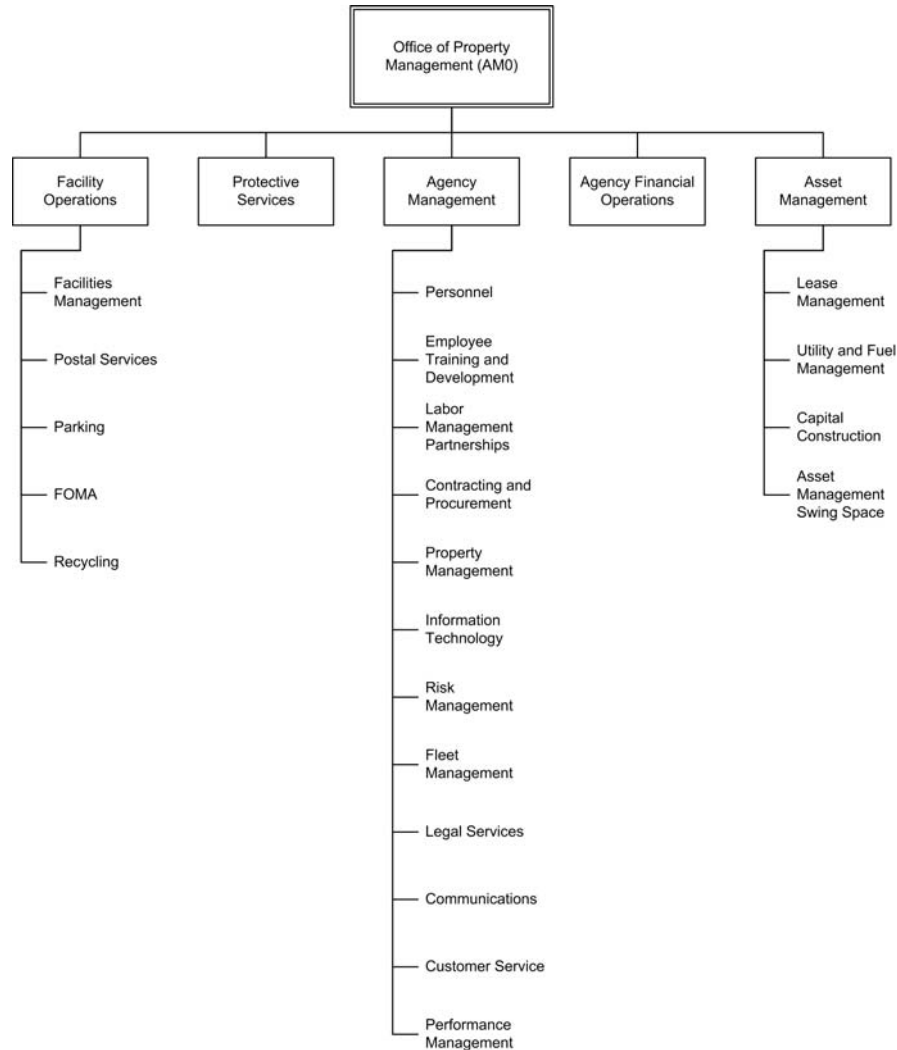 Office of Property
Management (AM0)
Facility
Operations
Protective
Services
Agency
Management
Agency Financial
Operations
Asset
Management
Facilities
Management
Postal Services
Parking
FOMA
Recycling
Personnel
Employee
Training and
Development
Labor
Management
Partnerships
Contracting and
Procurement
Property
Management
Information
Technology
Risk
Management
Fleet
Management
Legal Services
Communications
Customer Service
Performance
Management
Lease
Management
Utility and Fuel
Management
Capital
Construction
Asset
Management
Swing Space